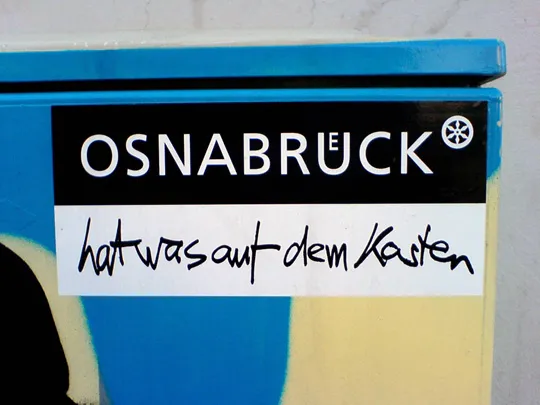 OSNABRÜCK
hat was auf dem Kasten